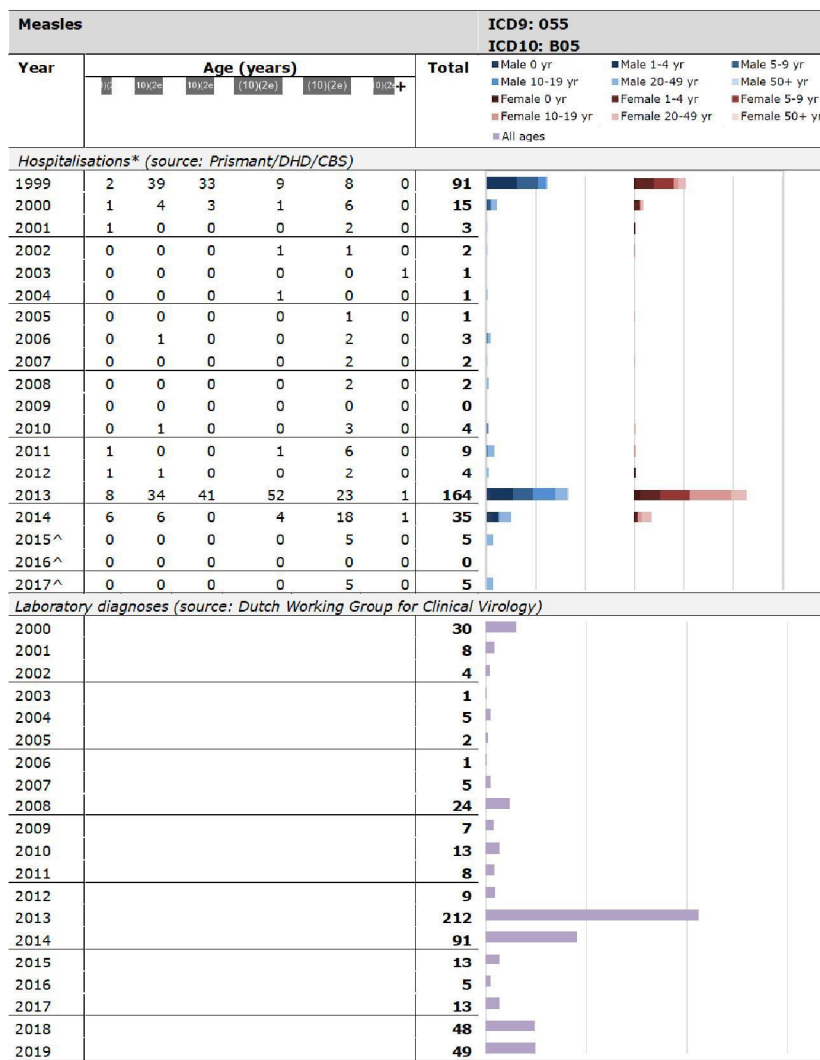 Measles ICD9: 055
ICD10: B05
Year Age (years) Total
(10)(2e) (10)(2e) (10)(2e) (10)(2e) +
Male 0 yr Male 1-4 yr Male 5-9 yr
Male 10-19 yr Male 20-49 yr Male 50+ yr
Female 0 yr Female 1-4 yr Female 5-9 yr
Female 10-19 yr Female 20-49 yr Female 50+ yr
All ages
Hospitalisations* (source: Prismant/DHD/CBS)
1999 2 39 33 9 8 0 91
2000 1 4 3 1 6 0 15
2001 1 0 0 0 2 0 3
2002 0 0 0 1 1 0 2
2003 0 0 0 0 0 1 1
2004 0 0 0 1 0 0 1
2005 0 0 0 0 1 0 1
2006 0 1 0 0 2 0 3
2007 0 0 0 0 2 0 2
2008 0 0 0 0 2 0 2
2009 0 0 0 0 0 0 0
2010 0 1 0 0 3 0 4
2011 1 0 0 1 6 0 9
2012 1 1 0 0 2 0 4
2013 8 34 41 52 23 1 164
2014 6 6 0 4 18 1 35
2015^ 0 0 0 0 5 0 5
2016^ 0 0 0 0 0 0 0
2017^ 0 0 0 0 5 0 5
Laboratory diagnoses (source: Dutch Working Group for Clinical Virology)
2000 30
2001 8
2002 4
2003 1
2004 5
2005 2
2006 1
2007 5
2008 24
2009 7
2010 13
2011 8
2012 9
2013 212
2014 91
2015 13
2016 5
2017 13
2018 48
2019 49